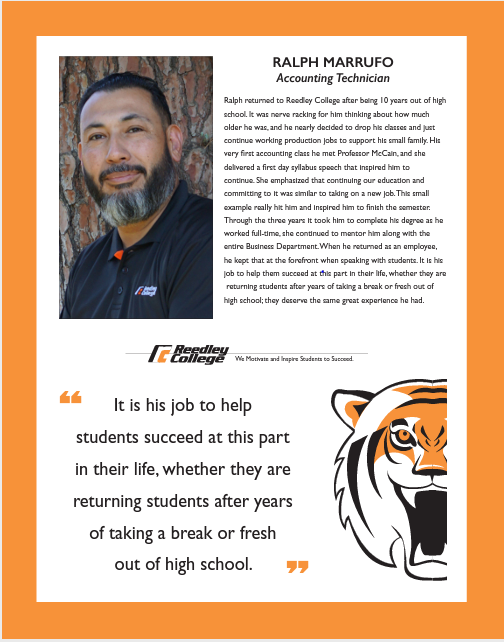 RALPH MARRUFO
Accounting Technician
Ralph returned to Reedley College after being 10 years out of high
school. It was nerve racking for him thinking about how much
older he was, and he nearly decided to drop his classes and just
continue working production jobs to support his small family. His
very first accounting class he met Professor McCain, and she
delivered a first day syllabus speech that inspired him to
continue. She emphasized that continuing our education and
committing to it was similar to taking on a new job. This small
example really hit him and inspired him to finish the semester.
Through the three years it took him to complete his degree as he
worked full-time, she continued to mentor him along with the
entire Business Department. When he returned as an employee,
he kept that at the forefront when speaking with students. It is his
job to help them succeed at this part in their life, whether they are
returning students after years of taking a break or fresh out of
high school; they deserve the same great experience he had.
Reedley
College
Reedley
College
We Motivate and Inspire Students to Succeed.
“
It is his job to help
students succeed at this part
in their life, whether they are
returning students after years
of taking a break or fresh
out of high school.
”